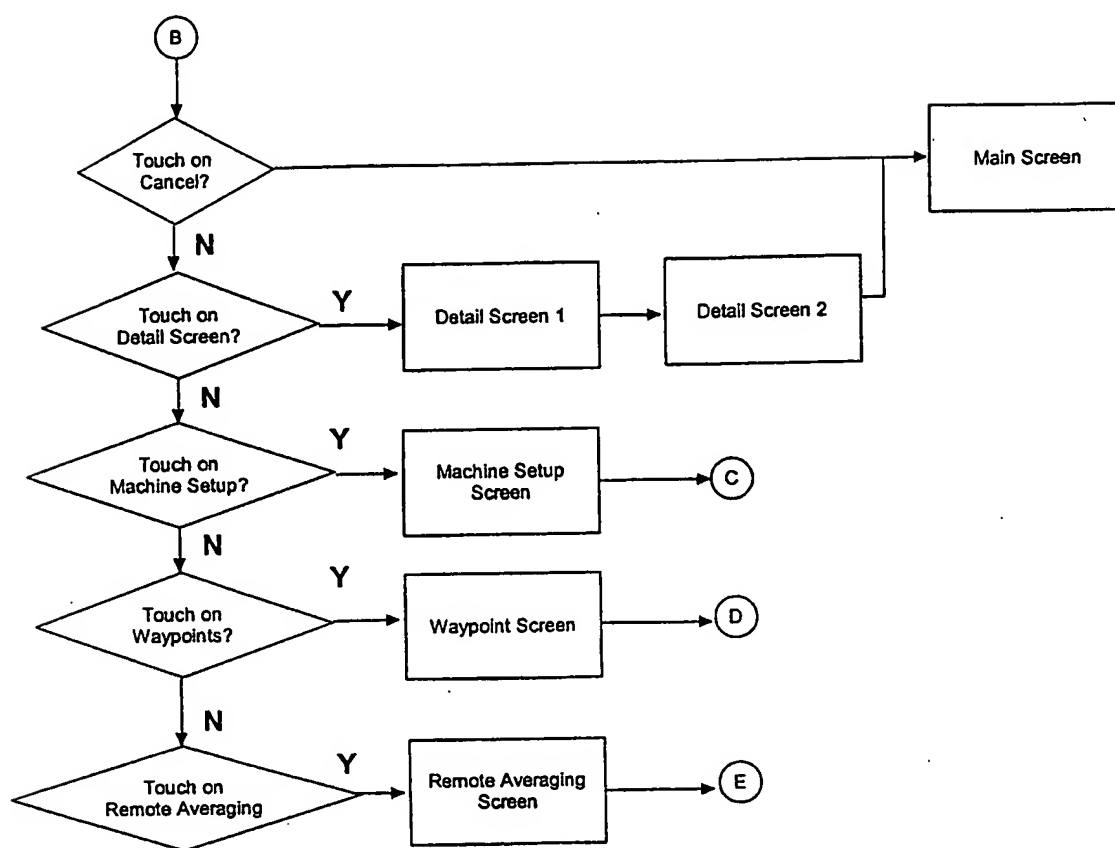 B
Touch on
Cancel?
Main Screen
N
Touch on
Detail Screen?
Y
Detail Screen 1
Detail Screen 2
N
Touch on
Machine Setup?
Y
Machine Setup
Screen
C
N
Touch on
Waypoints?
Y
Waypoint Screen
D
N
Touch on
Remote Averaging
Y
Remote Averaging
Screen
E